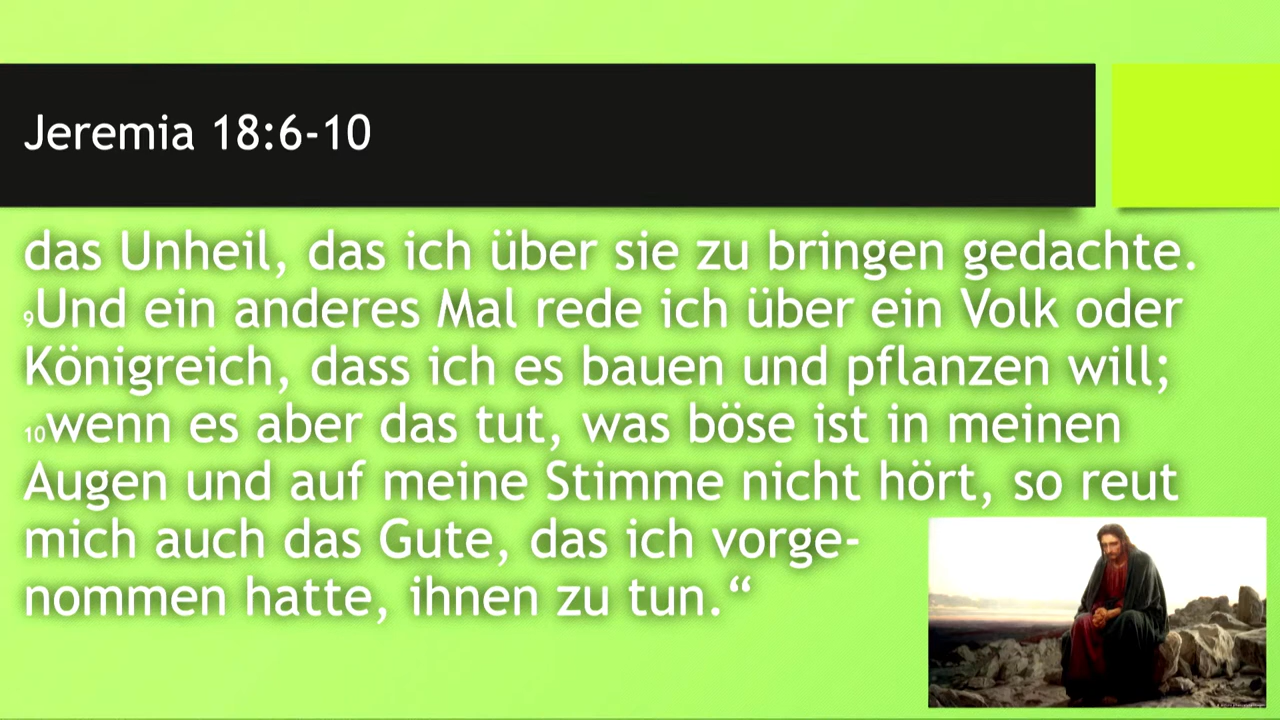 Jeremia 18:6-10
das Unheil, das ich über sie zu bringen gedachte.
9Und ein anderes Mal rede ich über ein Volk oder
Königreich, dass ich es bauen und pflanzen will;
10wenn es aber das tut, was böse ist in meinen
Augen und auf meine Stimme nicht hört, so reut
mich auch das Gute, das ich vorge-
nommen hatte, ihnen zu tun.“